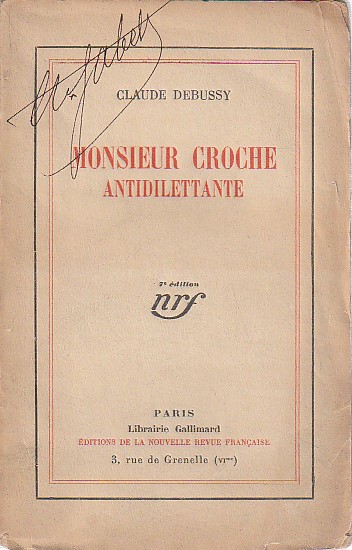 CLAUDE DEBUSSY
MONSIEUR CROCHE
ANTIDILETTANTE
7e édition
nrf
PARIS
Librairie Gallimard
ÉDITIONS DE LA NOUVELLE REVUE FRANÇAISE
3, rue de Grenelle (VIme)